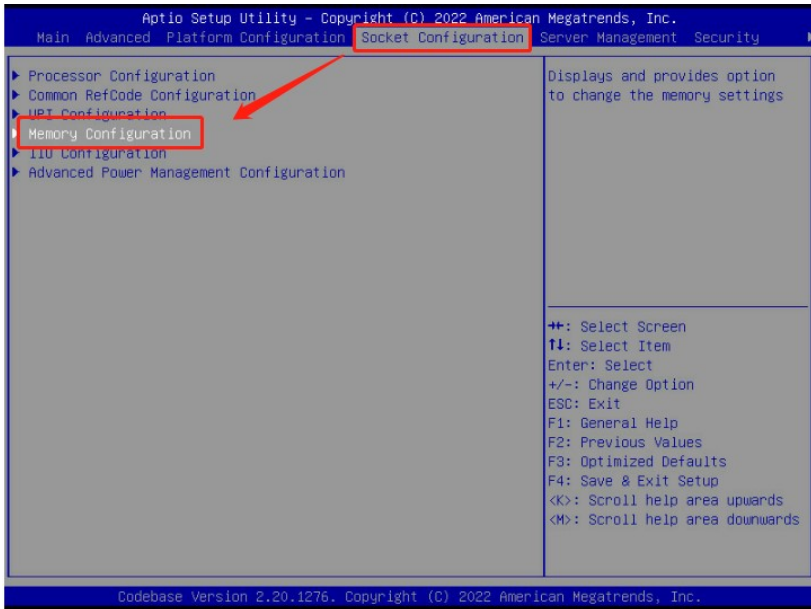 Aptio Setup Utility – Copyright (C) 2022 American Megatrends, Inc.
Main Advanced Platform Configuration Socket Configuration Server Management Security
Processor Configuration
Common RefCode Configuration
UPI Configuration
Memory Configuration
IIO Configuration
Advanced Power Management Configuration
Displays and provides option
to change the memory settings
→←: Select Screen
↑↓: Select Item
Enter: Select
+/-: Change Option
ESC: Exit
F1: General Help
F2: Previous Values
F3: Optimized Defaults
F4: Save & Exit Setup
<K>: Scroll help area upwards
<M>: Scroll help area downwards
Codebase Version 2.20.1276. Copyright (C) 2022 American Megatrends, Inc.